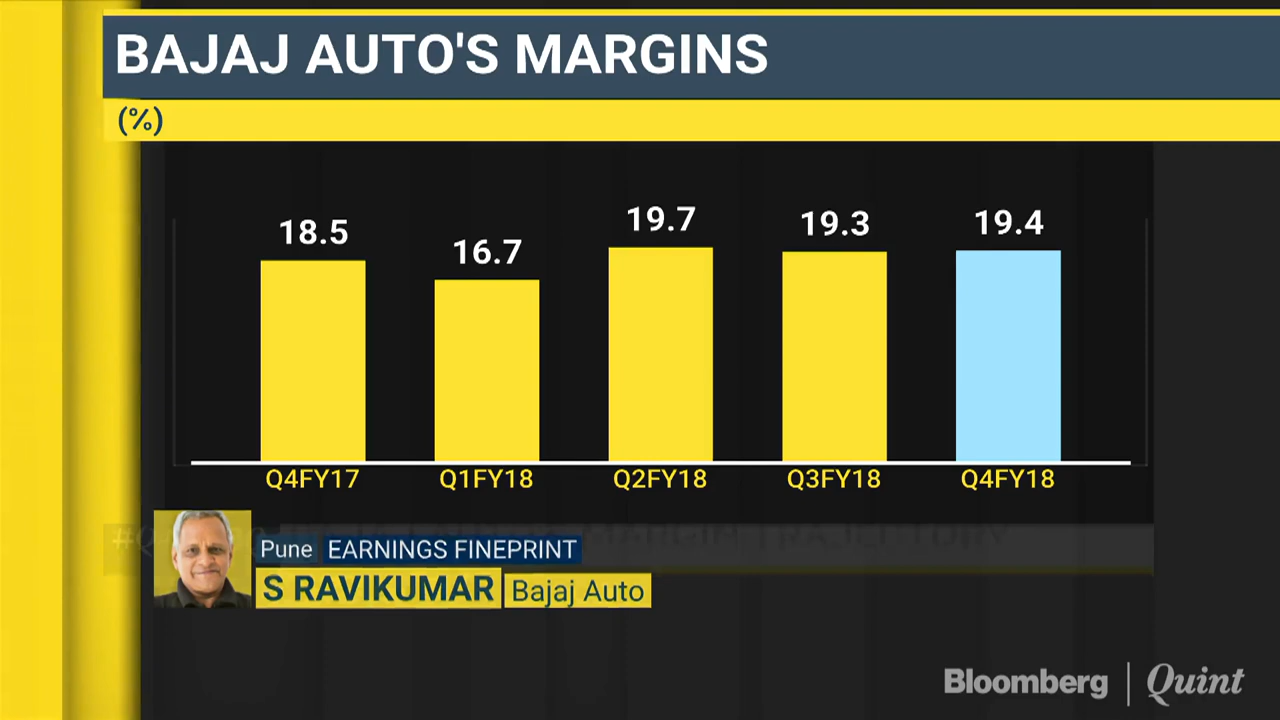 BAJAJ AUTO'S MARGINS
(%)
18.5 16.7 19.7 19.3 19.4
Q4FY17 Q1FY18 Q2FY18 Q3FY18 Q4FY18
Pune EARNINGS FINEPRINT
S RAVIKUMAR Bajaj Auto
Bloomberg | Quint